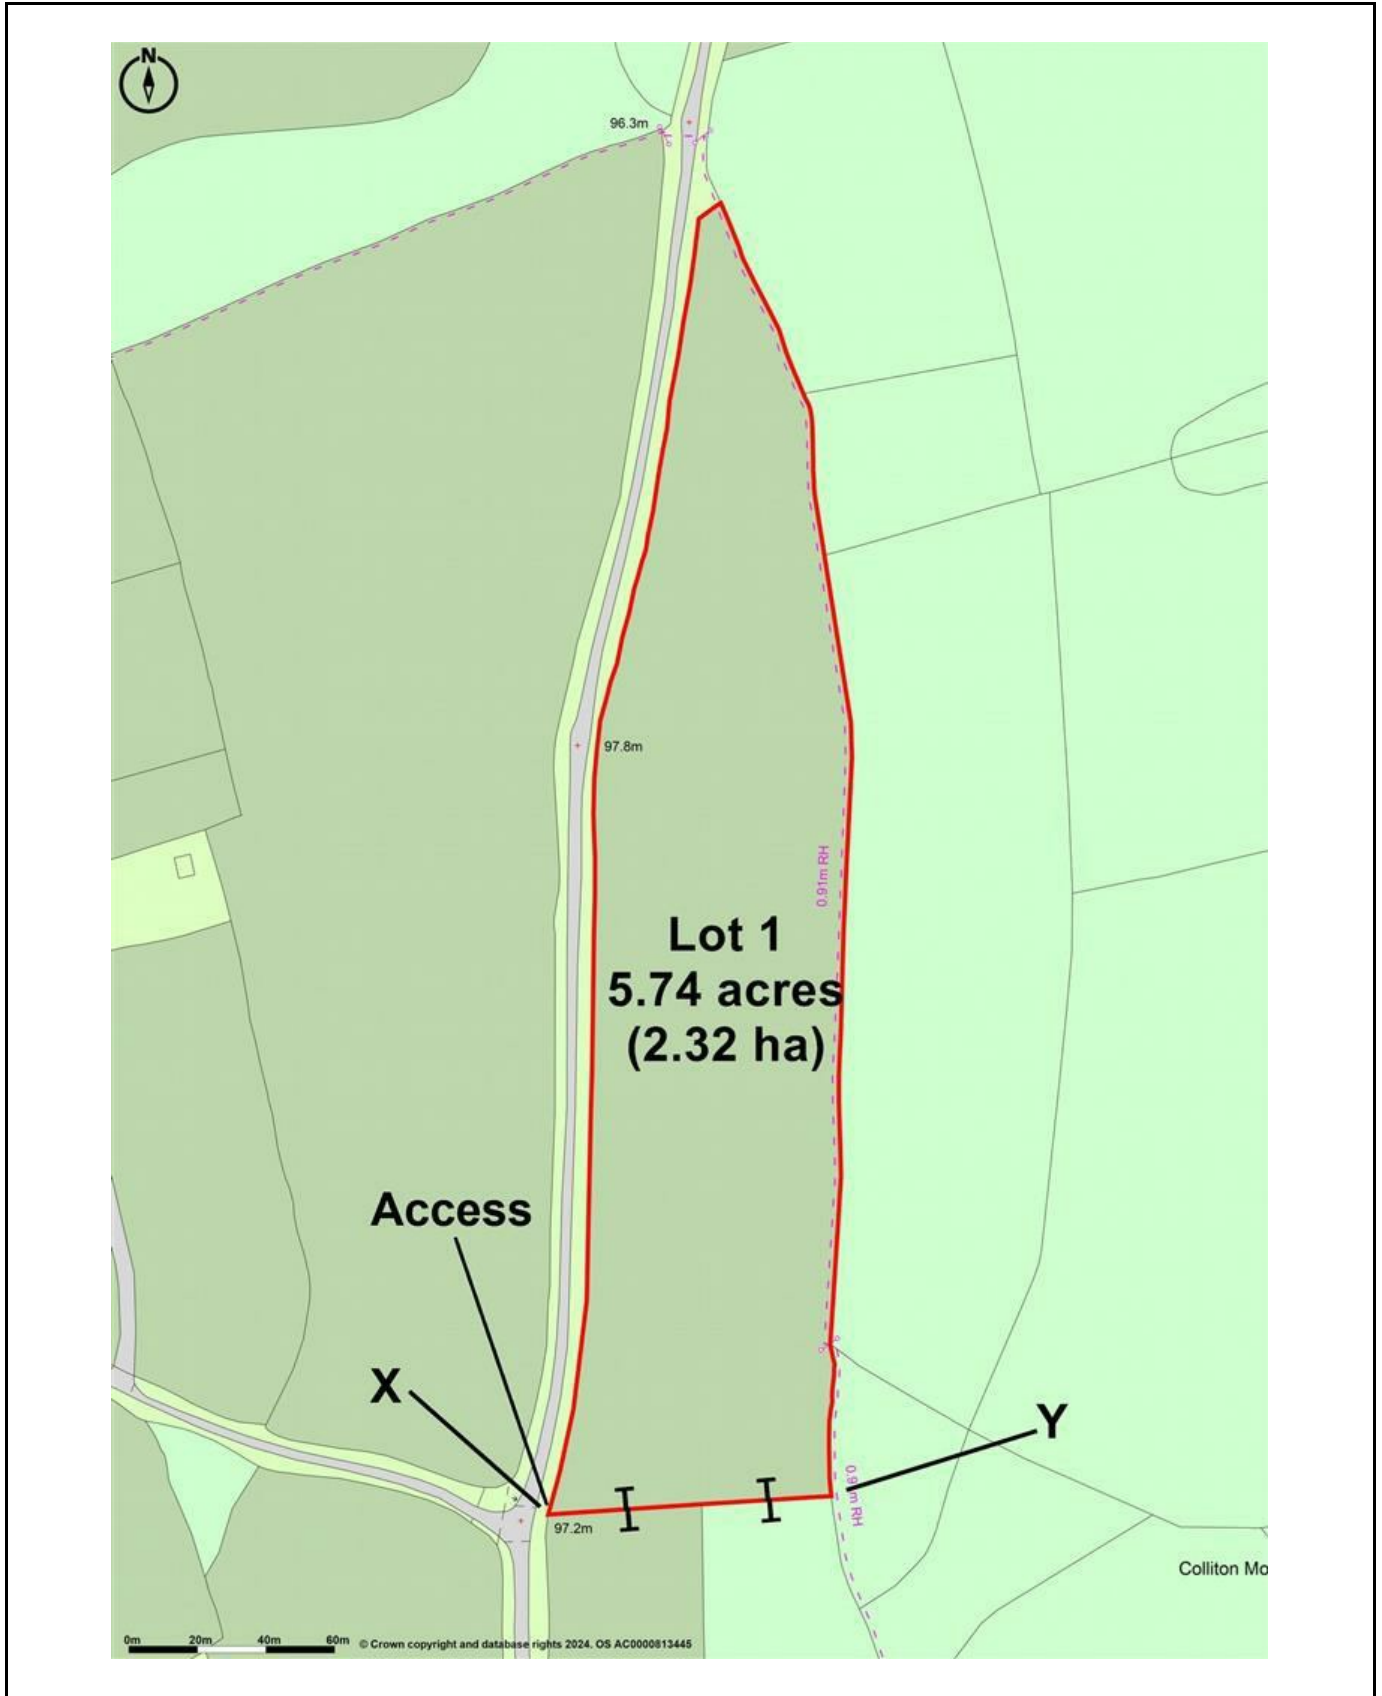 N
96.3m
97.8m
0.91m RH
Lot 1
5.74 acres
(2.32 ha)
Access
X
Y
0.91m RH
97.2m
Colliton Mo
0m 20m 40m 60m
© Crown copyright and database rights 2024. OS AC0000813445